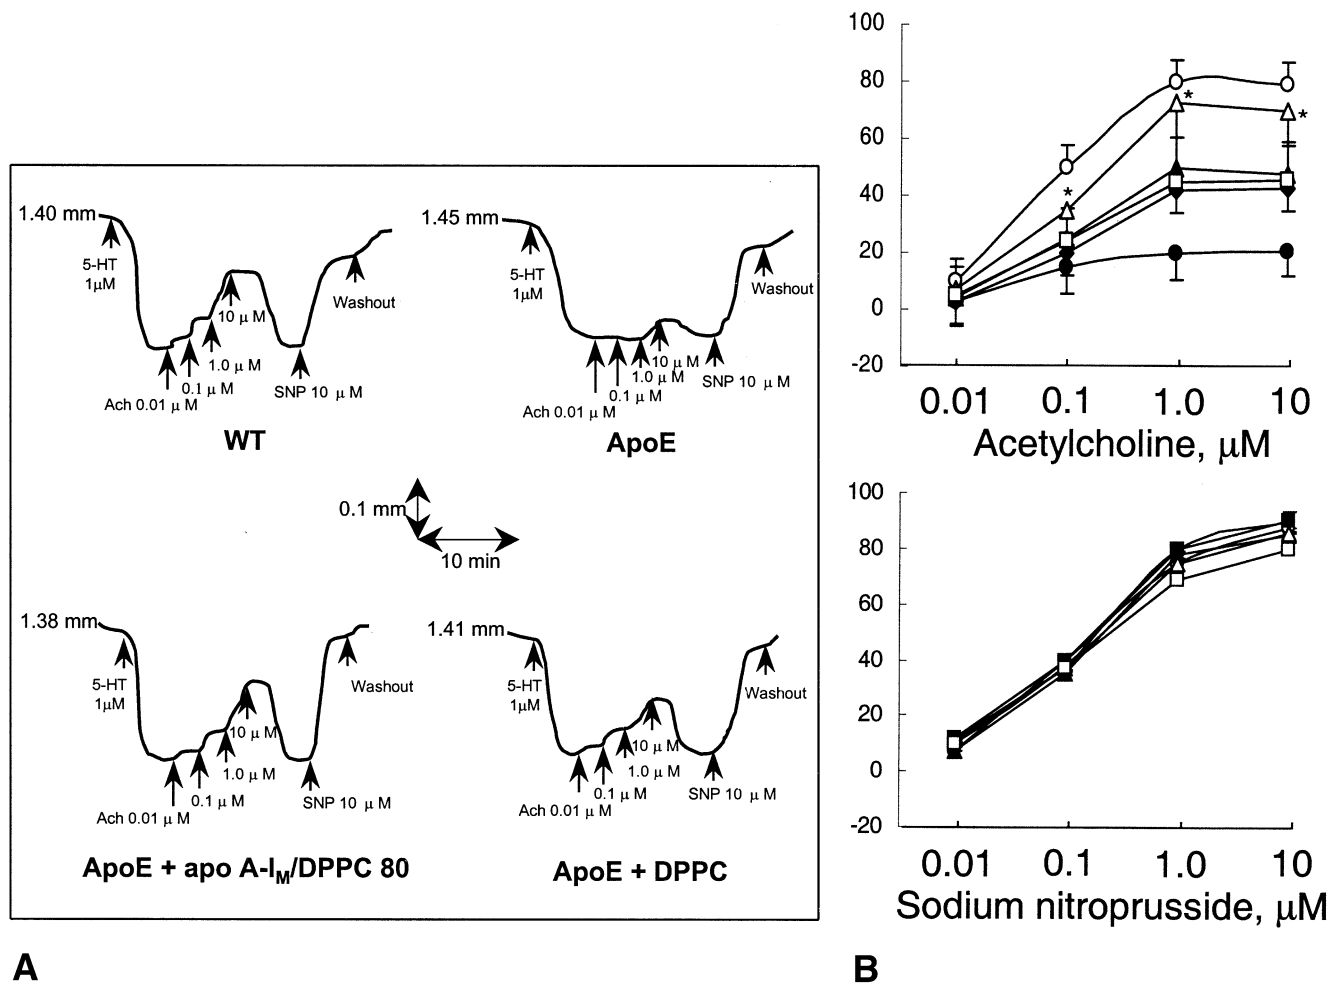 1.40 mm
5-HT
1μM
Ach 0.01 μ M
0.1 μ M
1.0 μ M
10 μ M
SNP 10 μ M
Washout
WT
1.45 mm
5-HT
1μM
Ach 0.01 μ M
0.1 μ M
1.0 μ M
10 μ M
SNP 10 μ M
Washout
ApoE
0.1 mm
10 min
1.38 mm
5-HT
1μM
Ach 0.01 μ M
0.1 μ M
1.0 μ M
10 μ M
SNP 10 μ M
Washout
ApoE + apo A-I_M/DPPC 80
1.41 mm
5-HT
1μM
Ach 0.01 μ M
0.1 μ M
1.0 μ M
10 μ M
SNP 10 μ M
Washout
ApoE + DPPC
A
100
80
60
40
20
0
-20
*
*
*
0.01 0.1 1.0 10
Acetylcholine, μM
100
80
60
40
20
0
-20
0.01 0.1 1.0 10
Sodium nitroprusside, μM
B